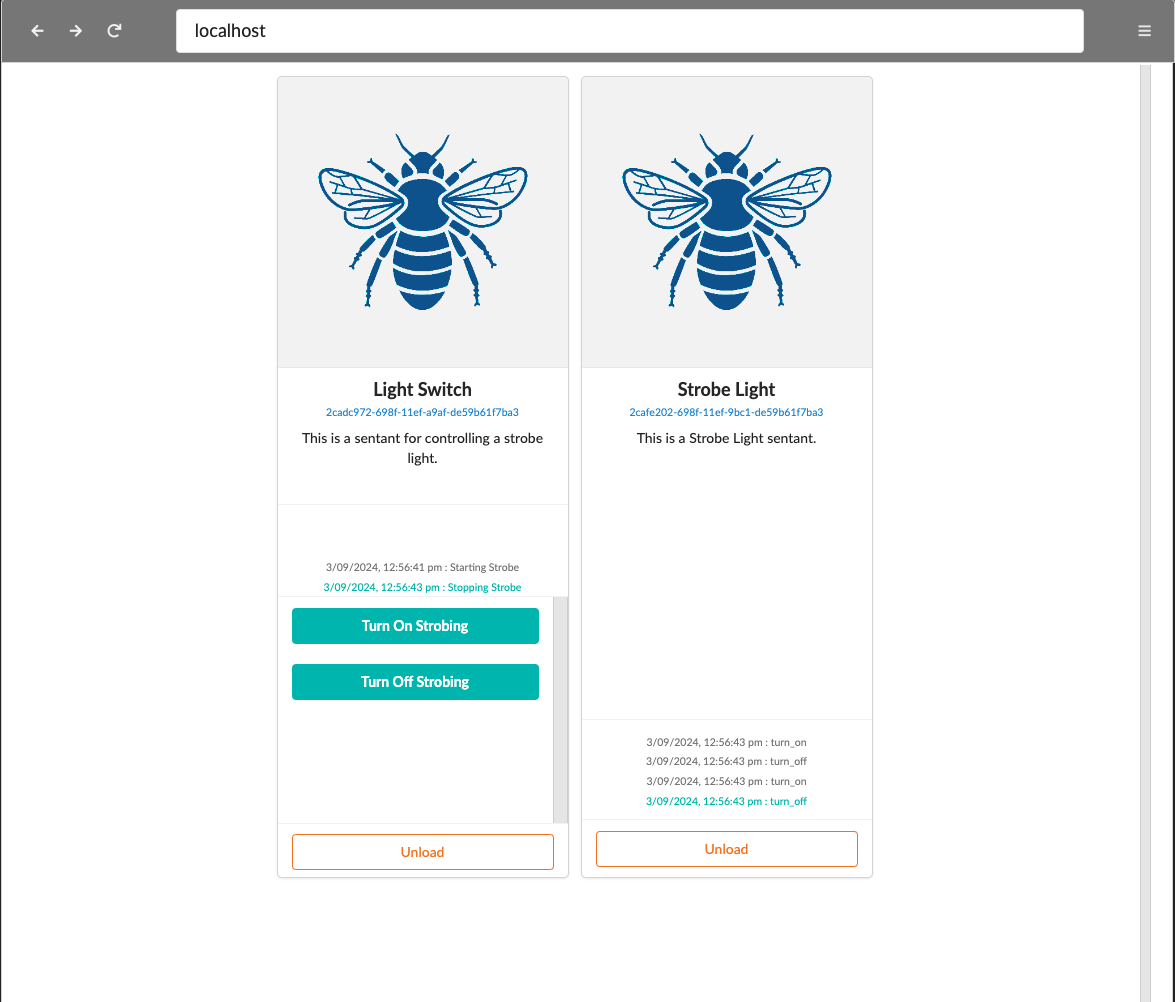 localhost
Light Switch
2cadc972-698f-11ef-a9af-de59b61f7ba3
This is a sentant for controlling a strobe
light.
3/09/2024, 12:56:41 pm : Starting Strobe
3/09/2024, 12:56:43 pm : Stopping Strobe
Turn On Strobing
Turn Off Strobing
Unload
Strobe Light
2cafe202-698f-11ef-9bc1-de59b61f7ba3
This is a Strobe Light sentant.
3/09/2024, 12:56:43 pm : turn_on
3/09/2024, 12:56:43 pm : turn_off
3/09/2024, 12:56:43 pm : turn_on
3/09/2024, 12:56:43 pm : turn_off
Unload